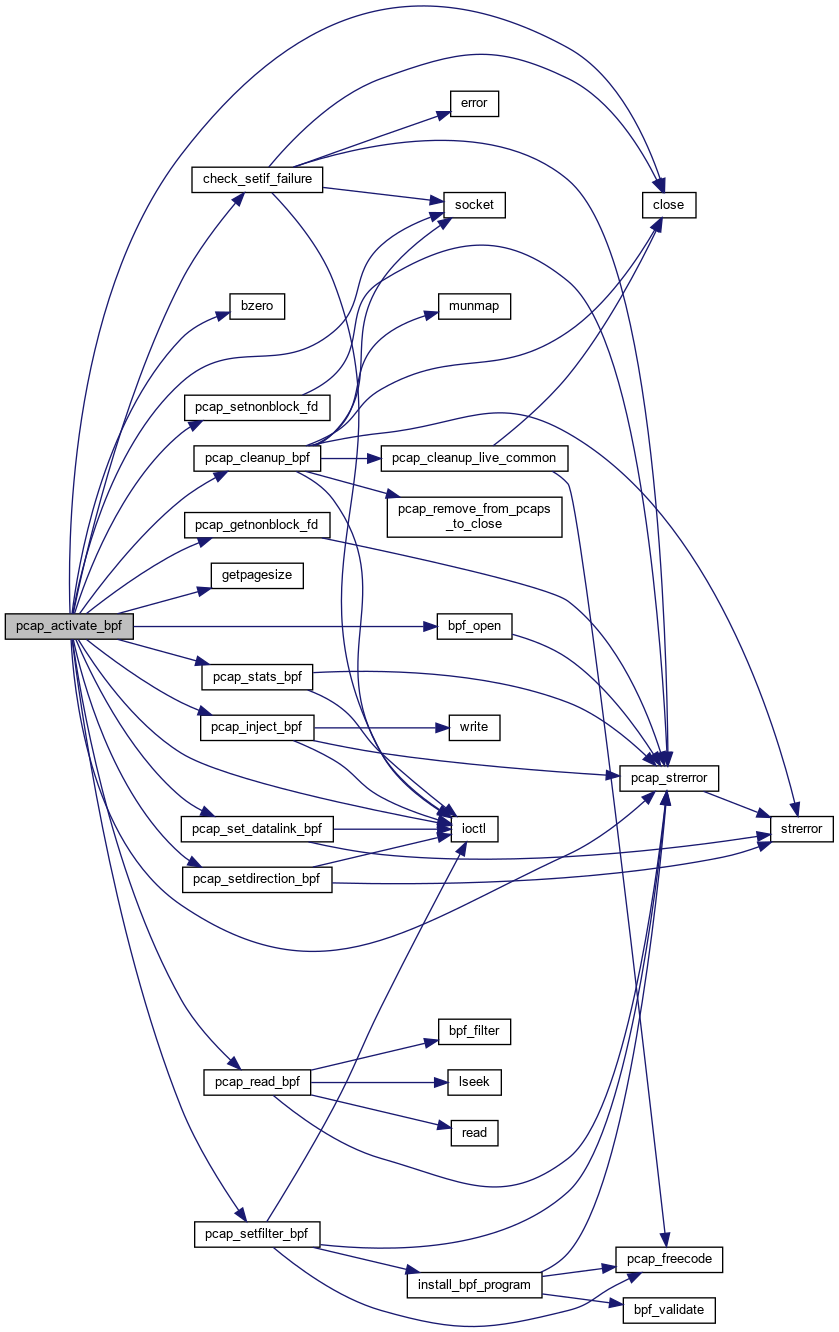 error
check_setif_failure
socket
close
bzero
munmap
pcap_setnonblock_fd
pcap_cleanup_bpf
pcap_cleanup_live_common
pcap_remove_from_pcaps
_to_close
pcap_getnonblock_fd
getpagesize
pcap_activate_bpf
bpf_open
pcap_stats_bpf
pcap_inject_bpf
write
pcap_strerror
pcap_set_datalink_bpf
ioctl
strerror
pcap_setdirection_bpf
bpf_filter
pcap_read_bpf
lseek
read
pcap_setfilter_bpf
pcap_freecode
install_bpf_program
bpf_validate